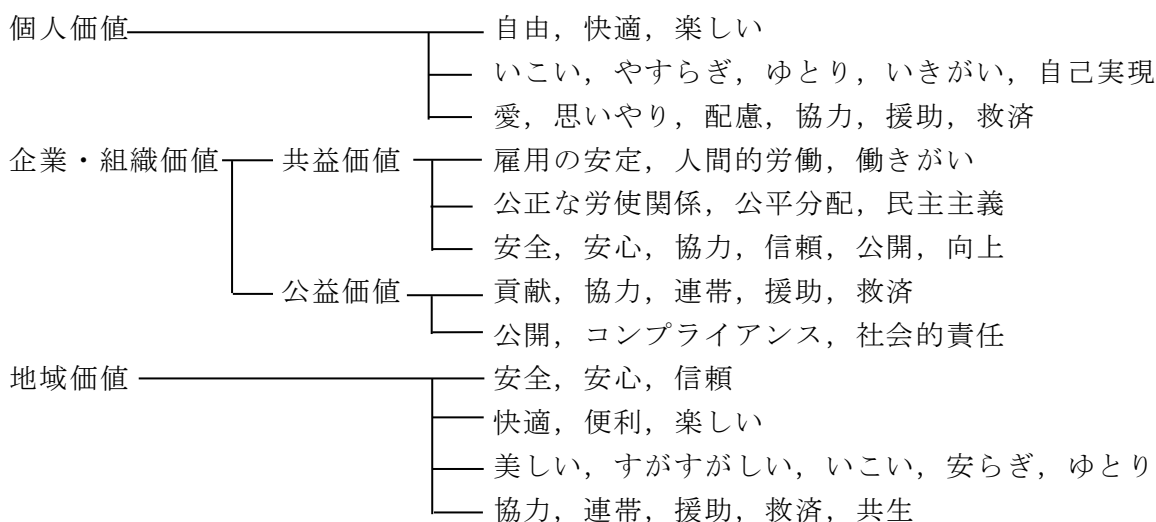 個人価値 自由，快適，楽しい
いこい，やすらぎ，ゆとり，いきがい，自己実現
愛，思いやり，配慮，協力，援助，救済
企業・組織価値 共益価値 雇用の安定，人間的労働，働きがい
公正な労使関係，公平分配，民主主義
安全，安心，協力，信頼，公開，向上
公益価値 貢献，協力，連帯，援助，救済
公開，コンプライアンス，社会的責任
地域価値 安全，安心，信頼
快適，便利，楽しい
美しい，すがすがしい，いこい，安らぎ，ゆとり
協力，連帯，援助，救済，共生